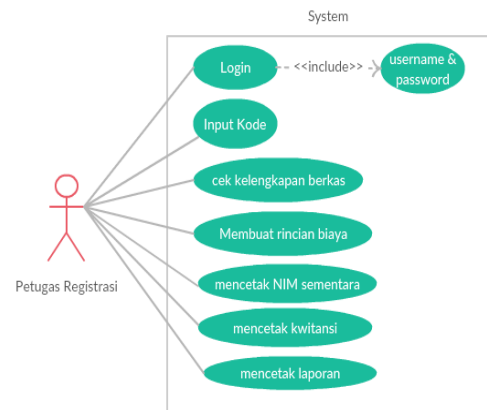 System
Login
<<include>>
username &
password
Input Kode
cek kelengkapan berkas
Membuat rincian biaya
mencetak NIM sementara
mencetak kwitansi
mencetak laporan
Petugas Registrasi